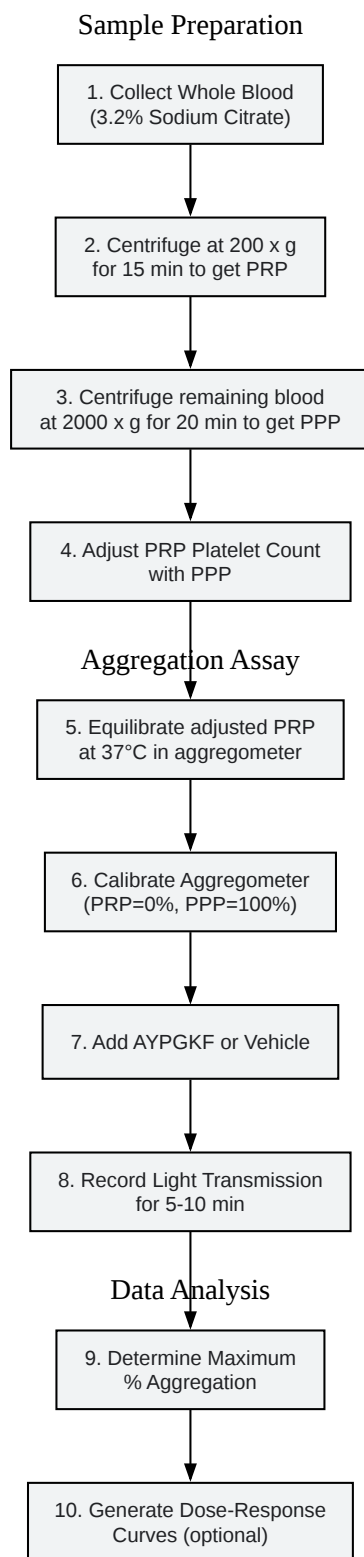 Sample Preparation
1. Collect Whole Blood
(3.2% Sodium Citrate)
2. Centrifuge at 200 x g
for 15 min to get PRP
3. Centrifuge remaining blood
at 2000 x g for 20 min to get PPP
4. Adjust PRP Platelet Count
with PPP
Aggregation Assay
5. Equilibrate adjusted PRP
at 37°C in aggregometer
6. Calibrate Aggregometer
(PRP=0%, PPP=100%)
7. Add AYPGKF or Vehicle
8. Record Light Transmission
for 5-10 min
Data Analysis
9. Determine Maximum
% Aggregation
10. Generate Dose-Response
Curves (optional)